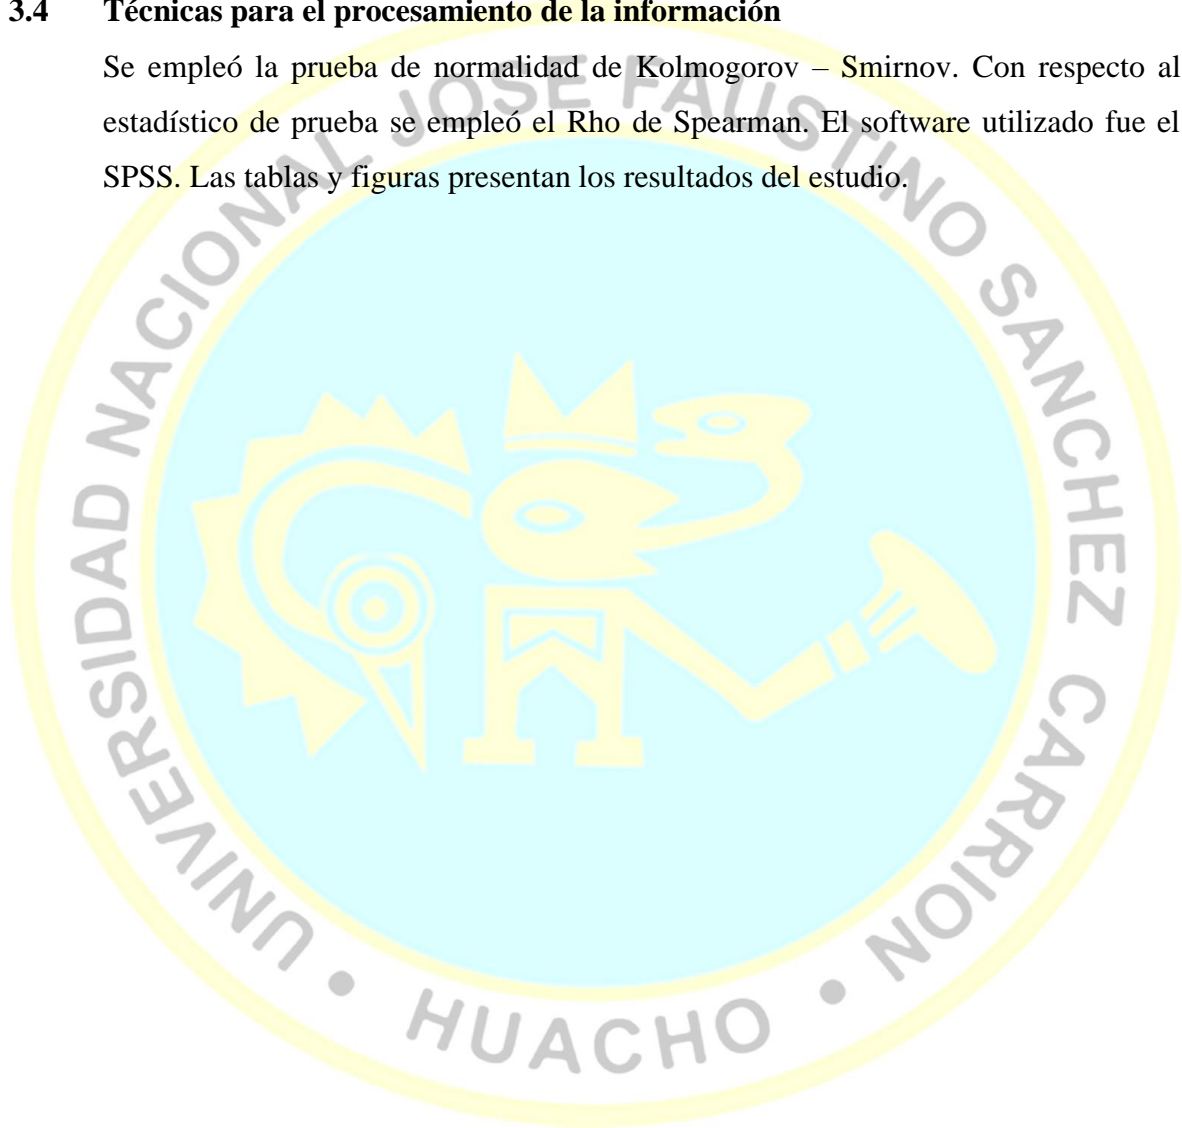 3.4 Técnicas para el procesamiento de la información
Se empleó la prueba de normalidad de Kolmogorov – Smirnov. Con respecto al
estadístico de prueba se empleó el Rho de Spearman. El software utilizado fue el
SPSS. Las tablas y figuras presentan los resultados del estudio.
UNIVERSIDAD NACIONAL JOSE FAUSTINO SANCHEZ CARRION
• HUACHO •